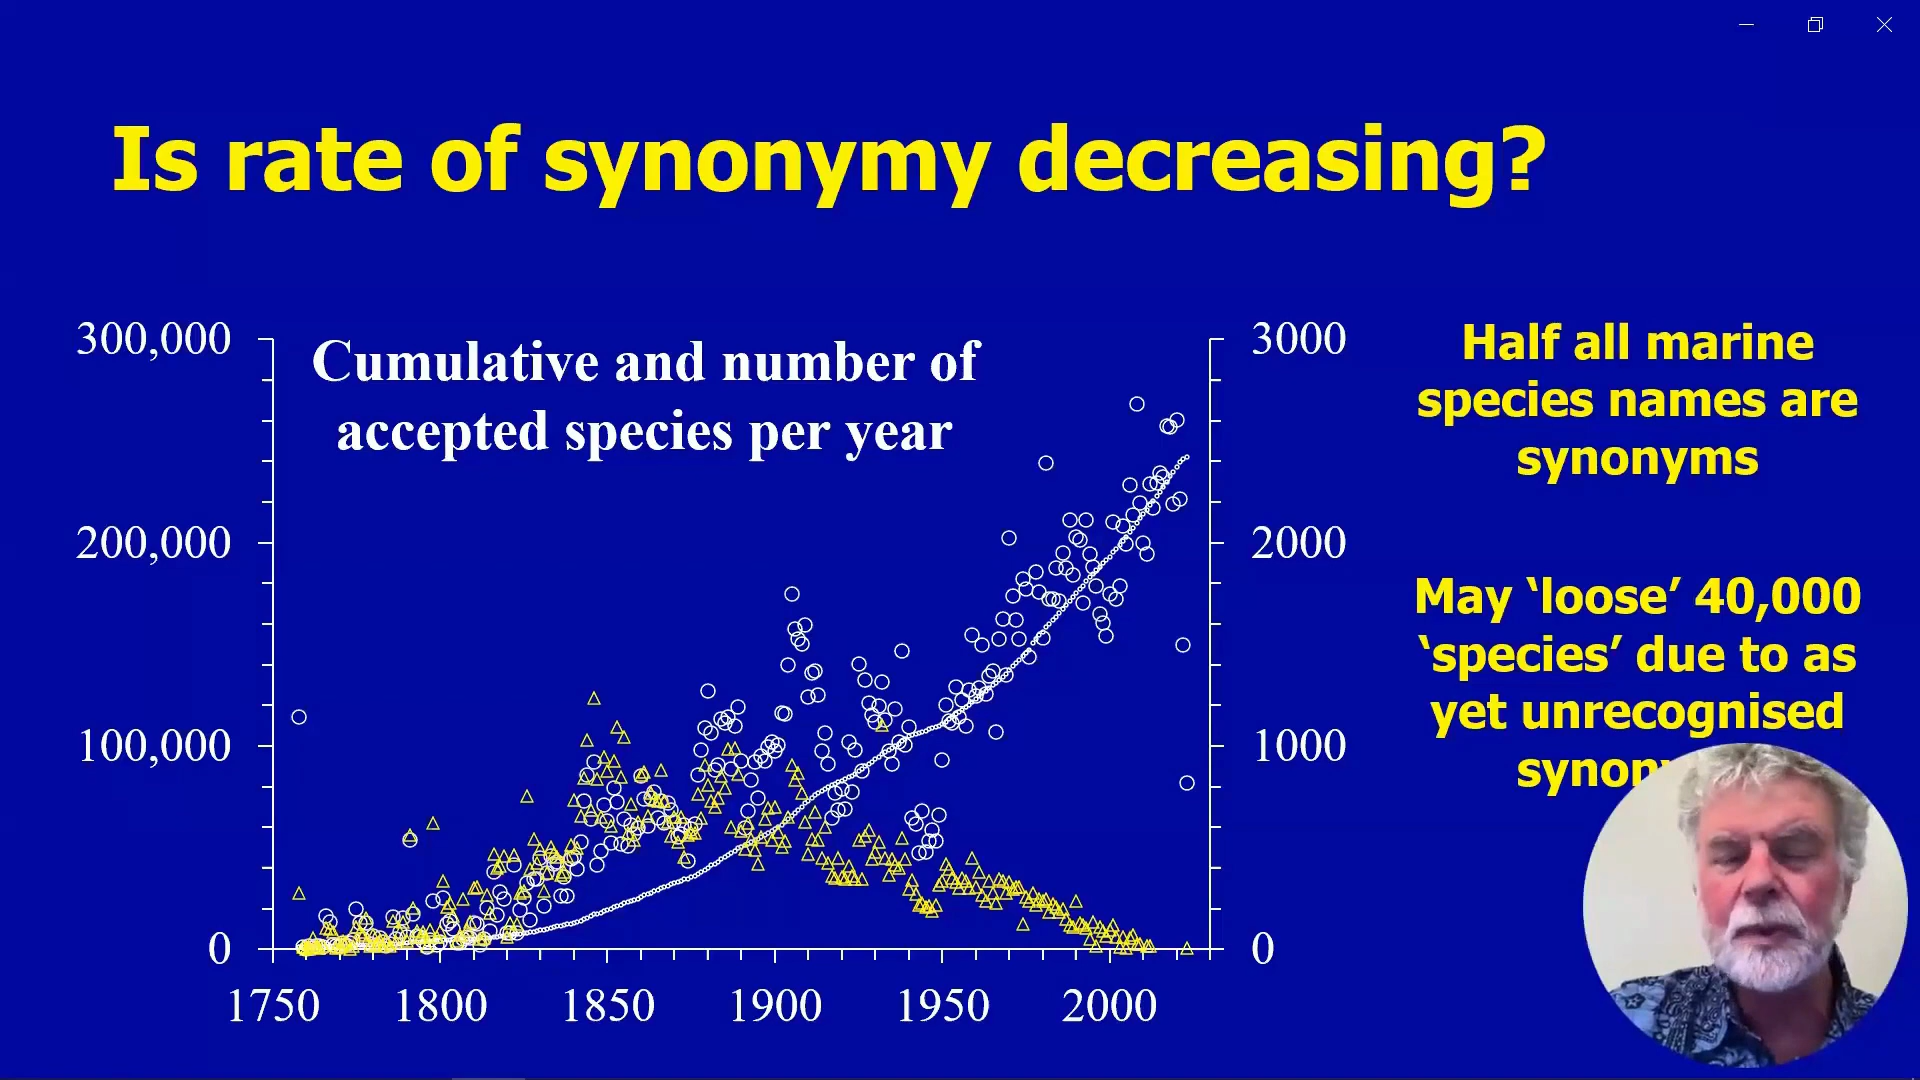 Is rate of synonymy decreasing?
Cumulative and number of
accepted species per year
300,000
200,000
100,000
0
3000
2000
1000
0
1750 1800 1850 1900 1950 2000
Half all marine
species names are
synonyms
May ‘loose’ 40,000
‘species’ due to as
yet unrecognised